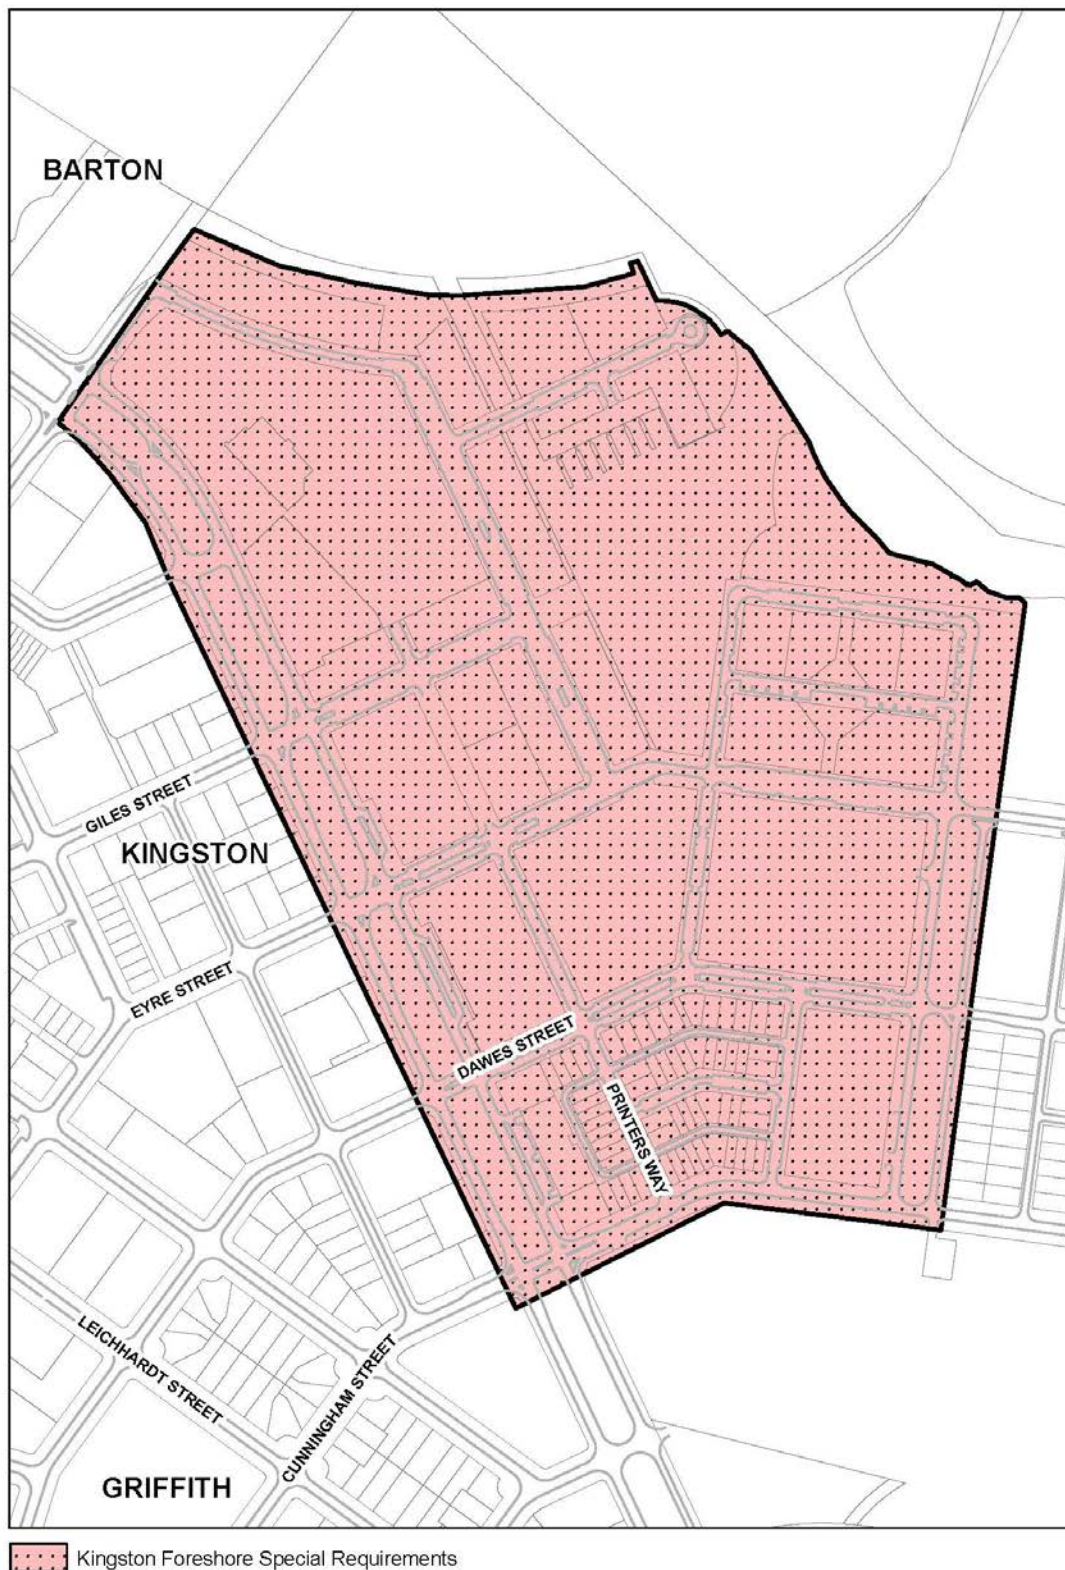 BARTON
GILES STREET
KINGSTON
EYRE STREET
DAWES STREET
PRINTERS WAY
LEICHHARDT STREET
CUNNINGHAM STREET
GRIFFITH
Kingston Foreshore Special Requirements